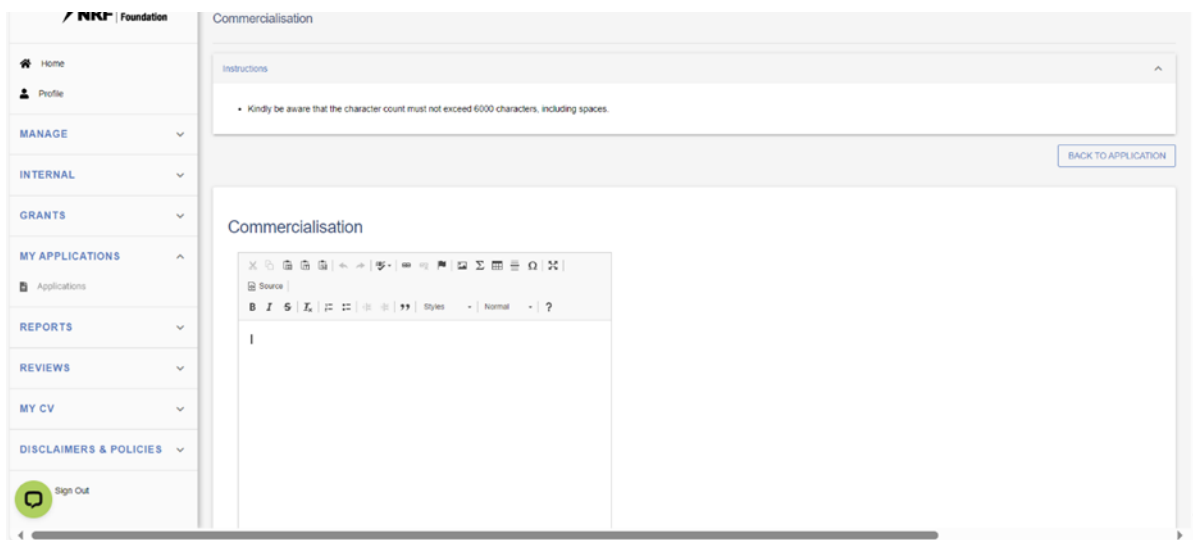 NRF | Foundation
Commercialisation
Home
Profile
MANAGE
INTERNAL
GRANTS
MY APPLICATIONS
Applications
REPORTS
REVIEWS
MY CV
DISCLAIMERS & POLICIES
Sign Out
Instructions
• Kindly be aware that the character count must not exceed 6000 characters, including spaces.
BACK TO APPLICATION
Commercialisation
Source
B I S Ix Styles Normal ?